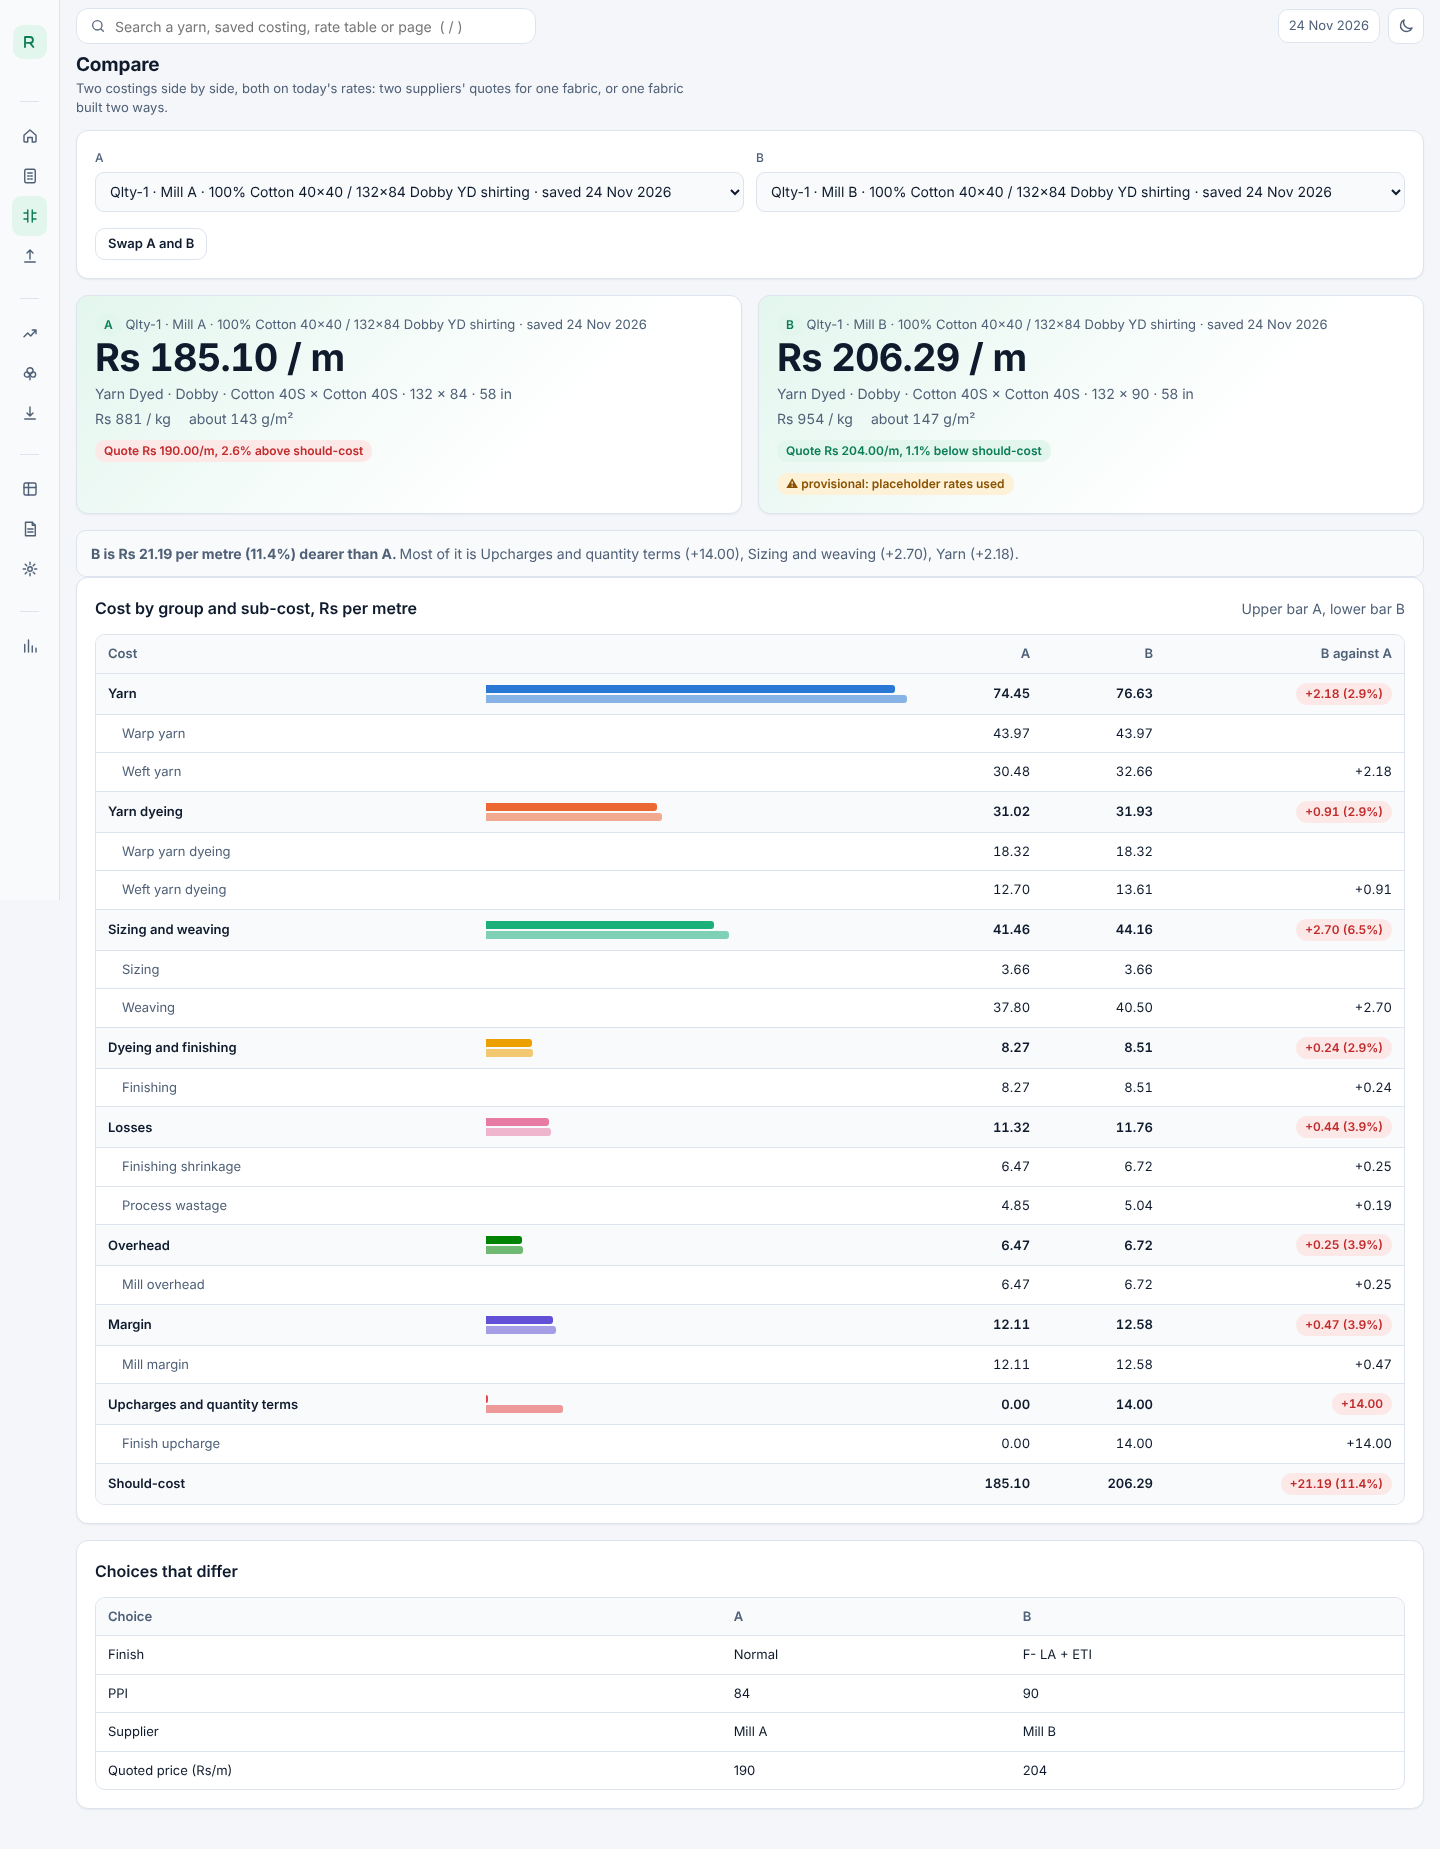 R
Search a yarn, saved costing, rate table or page ( / )
24 Nov 2026
Compare
Two costings side by side, both on today's rates: two suppliers' quotes for one fabric, or one fabric
built two ways.
A
B
Qlty-1 · Mill A · 100% Cotton 40×40 / 132×84 Dobby YD shirting · saved 24 Nov 2026
Qlty-1 · Mill B · 100% Cotton 40×40 / 132×84 Dobby YD shirting · saved 24 Nov 2026
Swap A and B
A Qlty-1 · Mill A · 100% Cotton 40×40 / 132×84 Dobby YD shirting · saved 24 Nov 2026
Rs 185.10 / m
Yarn Dyed · Dobby · Cotton 40S × Cotton 40S · 132 × 84 · 58 in
Rs 881 / kg about 143 g/m²
Quote Rs 190.00/m, 2.6% above should-cost
B Qlty-1 · Mill B · 100% Cotton 40×40 / 132×84 Dobby YD shirting · saved 24 Nov 2026
Rs 206.29 / m
Yarn Dyed · Dobby · Cotton 40S × Cotton 40S · 132 × 90 · 58 in
Rs 954 / kg about 147 g/m²
Quote Rs 204.00/m, 1.1% below should-cost
⚠ provisional: placeholder rates used
B is Rs 21.19 per metre (11.4%) dearer than A. Most of it is Upcharges and quantity terms (+14.00), Sizing and weaving (+2.70), Yarn (+2.18).
Cost by group and sub-cost, Rs per metre
Upper bar A, lower bar B
Cost A B B against A
Yarn 74.45 76.63 +2.18 (2.9%)
Warp yarn 43.97 43.97
Weft yarn 30.48 32.66 +2.18
Yarn dyeing 31.02 31.93 +0.91 (2.9%)
Warp yarn dyeing 18.32 18.32
Weft yarn dyeing 12.70 13.61 +0.91
Sizing and weaving 41.46 44.16 +2.70 (6.5%)
Sizing 3.66 3.66
Weaving 37.80 40.50 +2.70
Dyeing and finishing 8.27 8.51 +0.24 (2.9%)
Finishing 8.27 8.51 +0.24
Losses 11.32 11.76 +0.44 (3.9%)
Finishing shrinkage 6.47 6.72 +0.25
Process wastage 4.85 5.04 +0.19
Overhead 6.47 6.72 +0.25 (3.9%)
Mill overhead 6.47 6.72 +0.25
Margin 12.11 12.58 +0.47 (3.9%)
Mill margin 12.11 12.58 +0.47
Upcharges and quantity terms 0.00 14.00 +14.00
Finish upcharge 0.00 14.00 +14.00
Should-cost 185.10 206.29 +21.19 (11.4%)
Choices that differ
Choice A B
Finish Normal F- LA + ETI
PPI 84 90
Supplier Mill A Mill B
Quoted price (Rs/m) 190 204